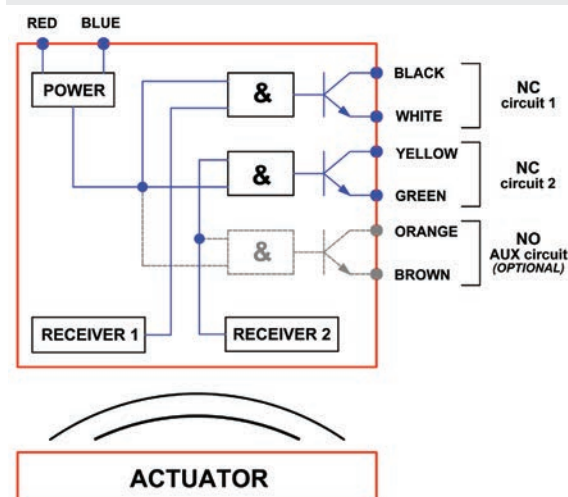 RED BLUE
POWER
&
BLACK
WHITE
NC
circuit 1
&
YELLOW
GREEN
NC
circuit 2
&
ORANGE
BROWN
NO
AUX circuit
(OPTIONAL)
RECEIVER 1
RECEIVER 2
ACTUATOR